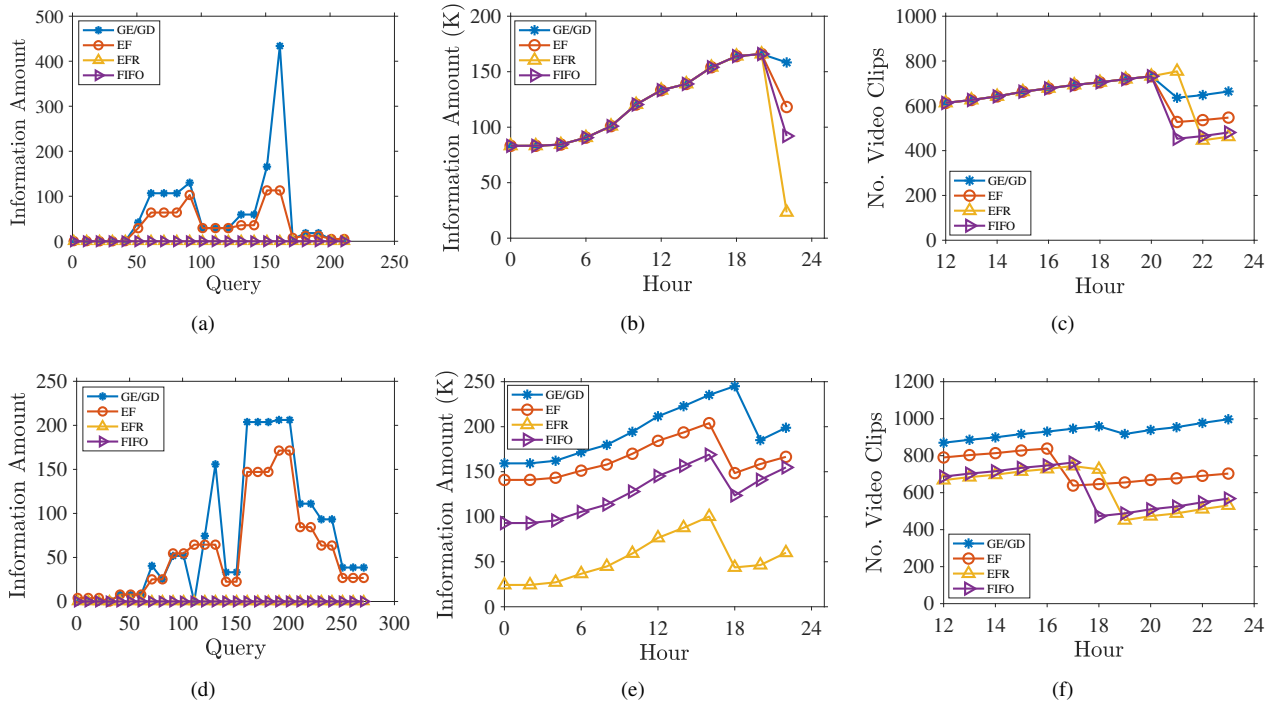 500
400
300
200
100
0
Information Amount
GE/GD
EF
EFR
FIFO
0 50 100 150 200 250
Query
(a)
200
150
100
50
0
Information Amount (K)
GE/GD
EF
EFR
FIFO
0 6 12 18 24
Hour
(b)
1000
800
600
400
200
0
No. Video Clips
GE/GD
EF
EFR
FIFO
12 14 16 18 20 22 24
Hour
(c)
250
200
150
100
50
0
Information Amount
GE/GD
EF
EFR
FIFO
0 50 100 150 200 250 300
Query
(d)
250
200
150
100
50
0
Information Amount (K)
GE/GD
EF
EFR
FIFO
0 6 12 18 24
Hour
(e)
1200
1000
800
600
400
200
0
No. Video Clips
GE/GD
EF
EFR
FIFO
12 14 16 18 20 22 24
Hour
(f)